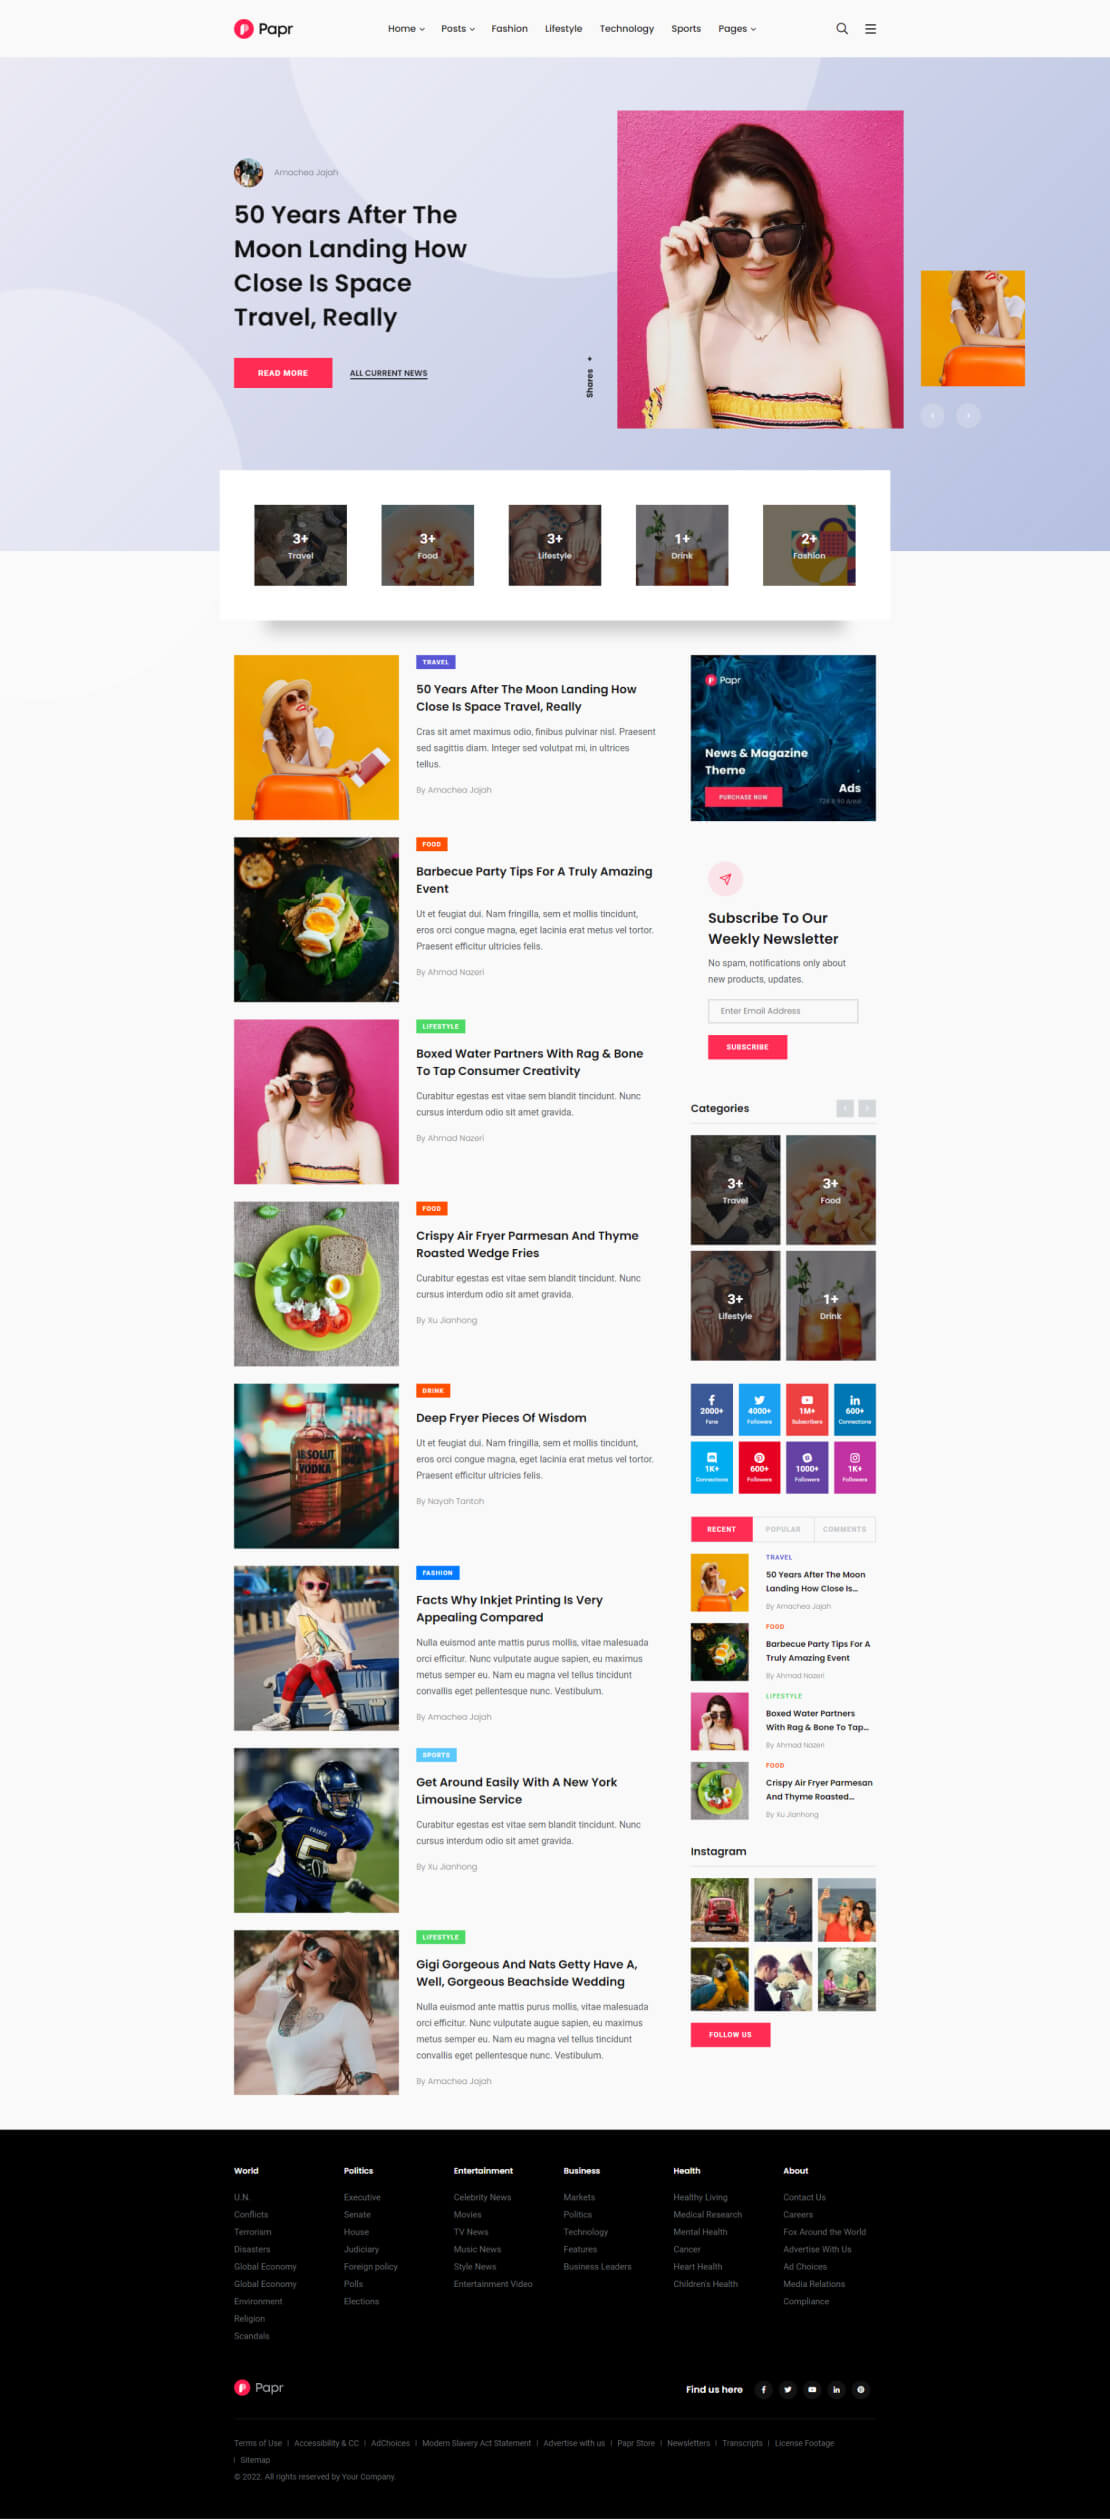 Papr
Home
Posts
Fashion
Lifestyle
Technology
Sports
Pages
Amachea Jajah
50 Years After The
Moon Landing How
Close Is Space
Travel, Really
READ MORE
ALL CURRENT NEWS
Shares +
3+
Travel
3+
Food
3+
Lifestyle
1+
Drink
2+
Fashion
TRAVEL
50 Years After The Moon Landing How
Close Is Space Travel, Really
Cras sit amet maximus odio, finibus pulvinar nisl. Praesent
sed sagittis diam. Integer sed volutpat mi, in ultrices
tellus.
By Amachea Jajah
FOOD
Barbecue Party Tips For A Truly Amazing
Event
Ut et feugiat dui. Nam fringilla, sem et mollis tincidunt,
eros orci congue magna, eget lacinia erat metus vel tortor.
Praesent efficitur ultricies felis.
By Ahmad Nazeri
LIFESTYLE
Boxed Water Partners With Rag & Bone
To Tap Consumer Creativity
Curabitur egestas est vitae sem blandit tincidunt. Nunc
cursus interdum odio sit amet gravida.
By Ahmad Nazeri
FOOD
Crispy Air Fryer Parmesan And Thyme
Roasted Wedge Fries
Curabitur egestas est vitae sem blandit tincidunt. Nunc
cursus interdum odio sit amet gravida.
By Xu Jianhong
ABSOLUT
VODKA
DRINK
Deep Fryer Pieces Of Wisdom
Ut et feugiat dui. Nam fringilla, sem et mollis tincidunt,
eros orci congue magna, eget lacinia erat metus vel tortor.
Praesent efficitur ultricies felis.
By Nayah Tantoh
FASHION
Facts Why Inkjet Printing Is Very
Appealing Compared
Nulla euismod ante mattis purus mollis, vitae malesuada
orci efficitur. Nunc vulputate augue sapien, eu maximus
metus semper eu. Nam eu magna vel tellus tincidunt
convallis eget pellentesque nunc. Vestibulum.
By Amachea Jajah
5
SPORTS
Get Around Easily With A New York
Limousine Service
Curabitur egestas est vitae sem blandit tincidunt. Nunc
cursus interdum odio sit amet gravida.
By Xu Jianhong
LIFESTYLE
Gigi Gorgeous And Nats Getty Have A,
Well, Gorgeous Beachside Wedding
Nulla euismod ante mattis purus mollis, vitae malesuada
orci efficitur. Nunc vulputate augue sapien, eu maximus
metus semper eu. Nam eu magna vel tellus tincidunt
convallis eget pellentesque nunc. Vestibulum.
By Amachea Jajah
Papr
News & Magazine
Theme
PURCHASE NOW
Ads
728 X 90 Areal
Subscribe To Our
Weekly Newsletter
No spam, notifications only about
new products, updates.
Enter Email Address
SUBSCRIBE
Categories
3+
Travel
3+
Food
3+
Lifestyle
1+
Drink
2000+
Fans
4000+
Followers
1M+
Subscribers
600+
Connections
1K+
Connections
600+
Followers
1000+
Followers
1K+
Followers
RECENT
POPULAR
COMMENTS
TRAVEL
50 Years After The Moon
Landing How Close Is...
By Amachea Jajah
FOOD
Barbecue Party Tips For A
Truly Amazing Event
By Ahmad Nazeri
LIFESTYLE
Boxed Water Partners
With Rag & Bone To Tap...
By Ahmad Nazeri
FOOD
Crispy Air Fryer Parmesan
And Thyme Roasted...
By Xu Jianhong
Instagram
FOLLOW US
World
U.N.
Conflicts
Terrorism
Disasters
Global Economy
Global Economy
Environment
Religion
Scandals
Politics
Executive
Senate
House
Judiciary
Foreign policy
Polls
Elections
Entertainment
Celebrity News
Movies
TV News
Music News
Style News
Entertainment Video
Business
Markets
Politics
Technology
Features
Business Leaders
Health
Healthy Living
Medical Research
Mental Health
Cancer
Heart Health
Children's Health
About
Contact Us
Careers
Fox Around the World
Advertise With Us
Ad Choices
Media Relations
Compliance
Papr
Find us here
Terms of Use | Accessibility & CC | AdChoices | Modern Slavery Act Statement | Advertise with us | Papr Store | Newsletters | Transcripts | License Footage
| Sitemap
© 2022. All rights reserved by Your Company.